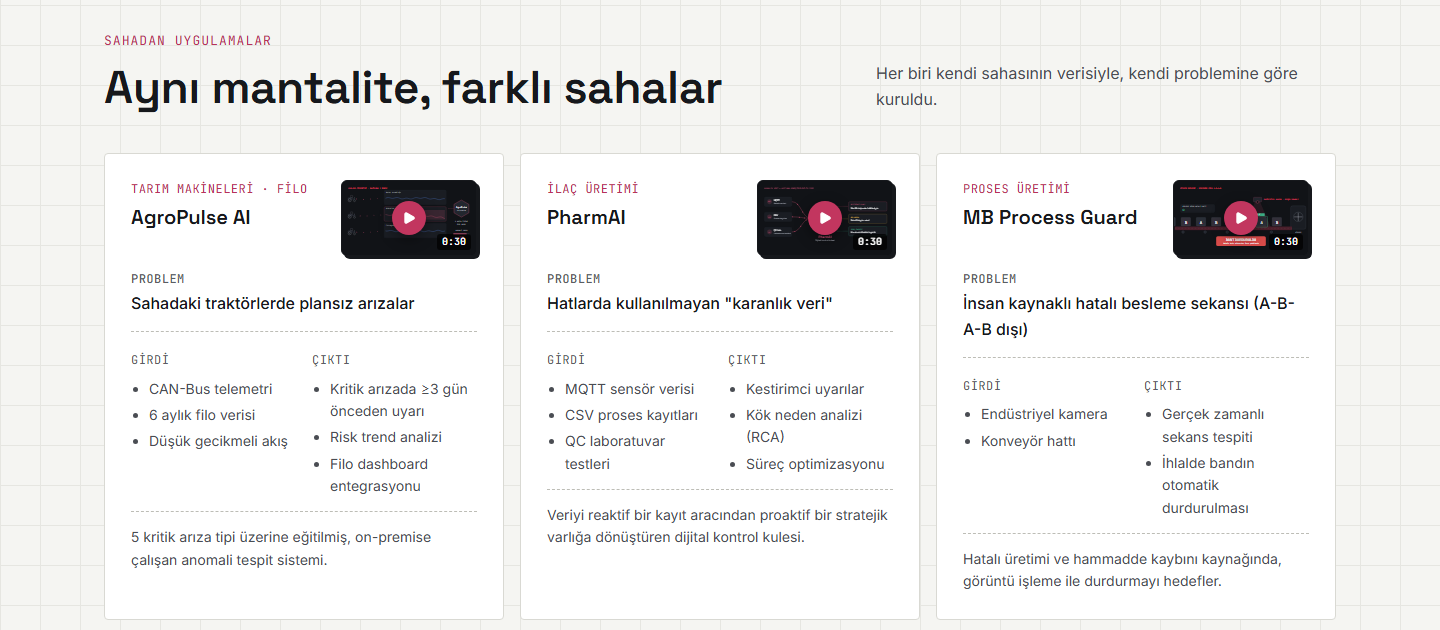 SAHADAN UYGULAMALAR
Aynı mantalite, farklı sahalar
Her biri kendi sahasının verisiyle, kendi problemine göre
kuruldu.
TARIM MAKİNELERİ · FİLO
AgroPulse AI
0:30
PROBLEM
Sahadaki traktörlerde plansız arızalar
GİRDİ
CAN-Bus telemetri
6 aylık filo verisi
Düşük gecikmeli akış
ÇIKTI
Kritik arızada ≥3 gün
önceden uyarı
Risk trend analizi
Filo dashboard
entegrasyonu
5 kritik arıza tipi üzerine eğitilmiş, on-premise
çalışan anomali tespit sistemi.
İLAÇ ÜRETİMİ
PharmAI
0:30
PROBLEM
Hatlarda kullanılmayan "karanlık veri"
GİRDİ
MQTT sensör verisi
CSV proses kayıtları
QC laboratuvar
testleri
ÇIKTI
Kestirimci uyarılar
Kök neden analizi
(RCA)
Süreç optimizasyonu
Veriyi reaktif bir kayıt aracından proaktif bir stratejik
varlığa dönüştüren dijital kontrol kulesi.
PROSES ÜRETİMİ
MB Process Guard
0:30
PROBLEM
İnsan kaynaklı hatalı besleme sekansı (A-B-
A-B dışı)
GİRDİ
Endüstriyel kamera
Konveyör hattı
ÇIKTI
Gerçek zamanlı
sekans tespiti
İhlalde bandın
otomatik
durdurulması
Hatalı üretimi ve hammadde kaybını kaynağında,
görüntü işleme ile durdurmayı hedefler.